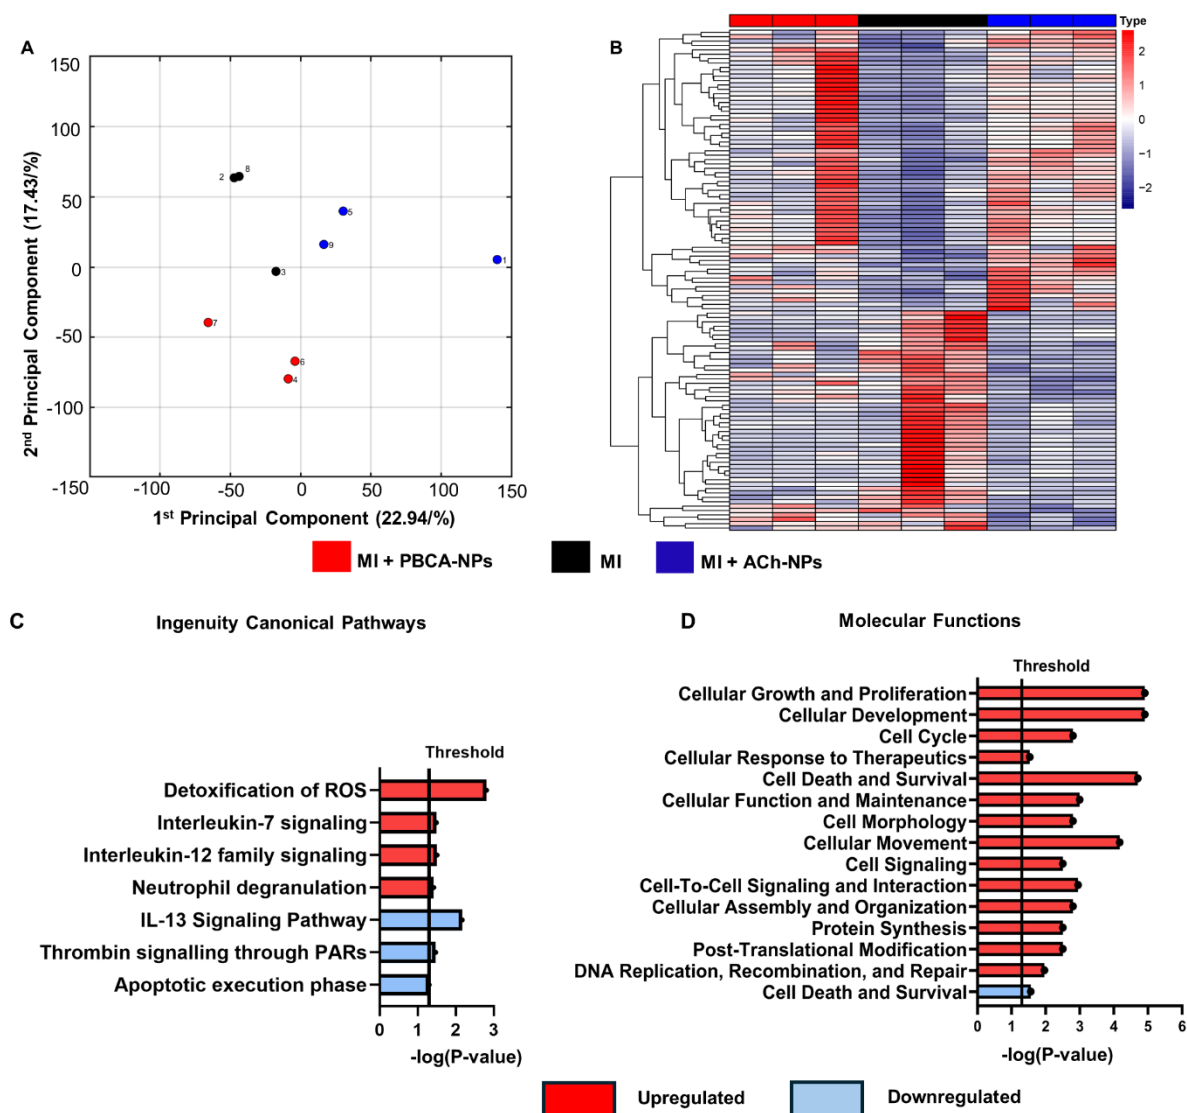 A
150
100
50
0
-50
-100
-150
-100
-50
0
50
100
150
2nd Principal Component (17.43/%)
1st Principal Component (22.94/%)
2
8
5
9
1
3
7
6
4
B
Type
2
1
0
−1
−2
MI + PBCA-NPs
MI
MI + ACh-NPs
C
Ingenuity Canonical Pathways
Threshold
Detoxification of ROS
Interleukin-7 signaling
Interleukin-12 family signaling
Neutrophil degranulation
IL-13 Signaling Pathway
Thrombin signalling through PARs
Apoptotic execution phase
0 1 2 3
-log(P-value)
D
Molecular Functions
Threshold
Cellular Growth and Proliferation
Cellular Development
Cell Cycle
Cellular Response to Therapeutics
Cell Death and Survival
Cellular Function and Maintenance
Cell Morphology
Cellular Movement
Cell Signaling
Cell-To-Cell Signaling and Interaction
Cellular Assembly and Organization
Protein Synthesis
Post-Translational Modification
DNA Replication, Recombination, and Repair
Cell Death and Survival
0 1 2 3 4 5 6
-log(P-value)
Upregulated
Downregulated